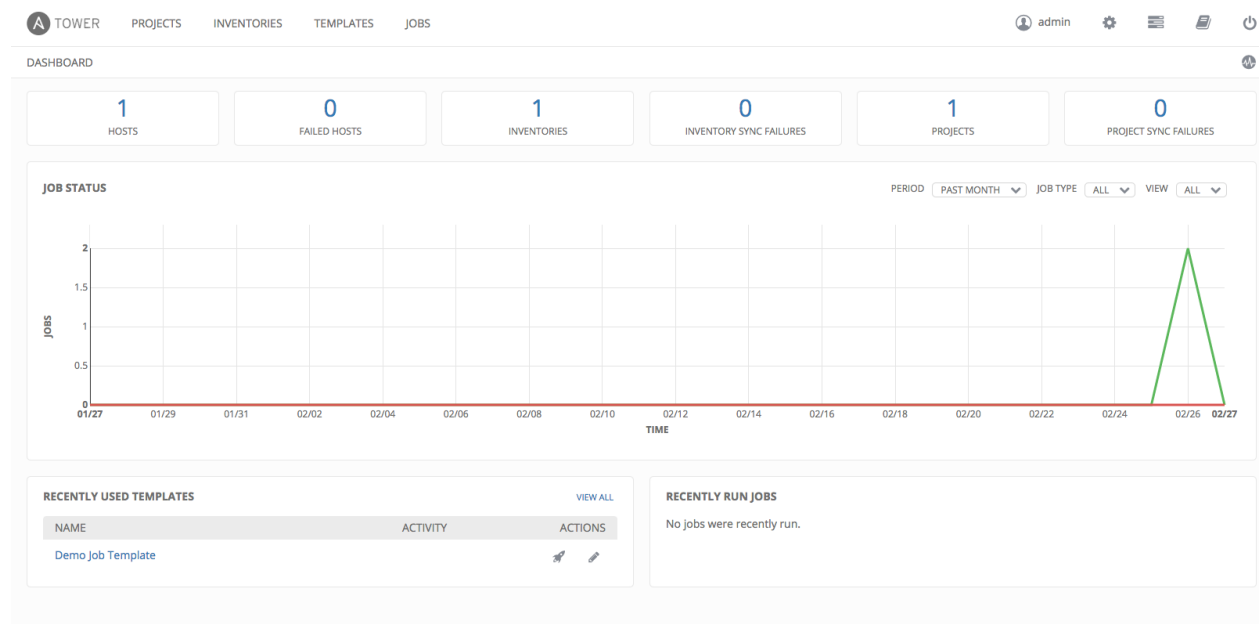 A TOWER PROJECTS INVENTORIES TEMPLATES JOBS admin
DASHBOARD
1 0 1 0 1 0
HOSTS FAILED HOSTS INVENTORIES INVENTORY SYNC FAILURES PROJECTS PROJECT SYNC FAILURES
JOB STATUS PERIOD PAST MONTH JOB TYPE ALL VIEW ALL
2
1.5
1
0.5
0
JOBS
01/27 01/29 01/31 02/02 02/04 02/06 02/08 02/10 02/12 02/14 02/16 02/18 02/20 02/22 02/24 02/26 02/27
TIME
RECENTLY USED TEMPLATES VIEW ALL
NAME ACTIVITY ACTIONS
Demo Job Template
RECENTLY RUN JOBS
No jobs were recently run.